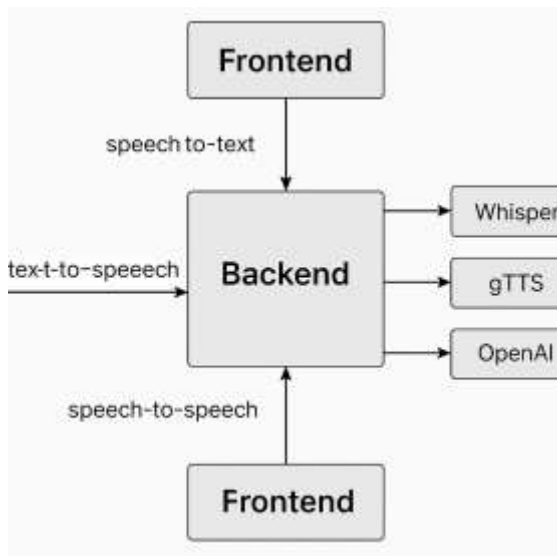 Frontend
speech to-text
Whisper
tex-t-to-speeech
Backend
gTTS
OpenAI
speech-to-speech
Frontend